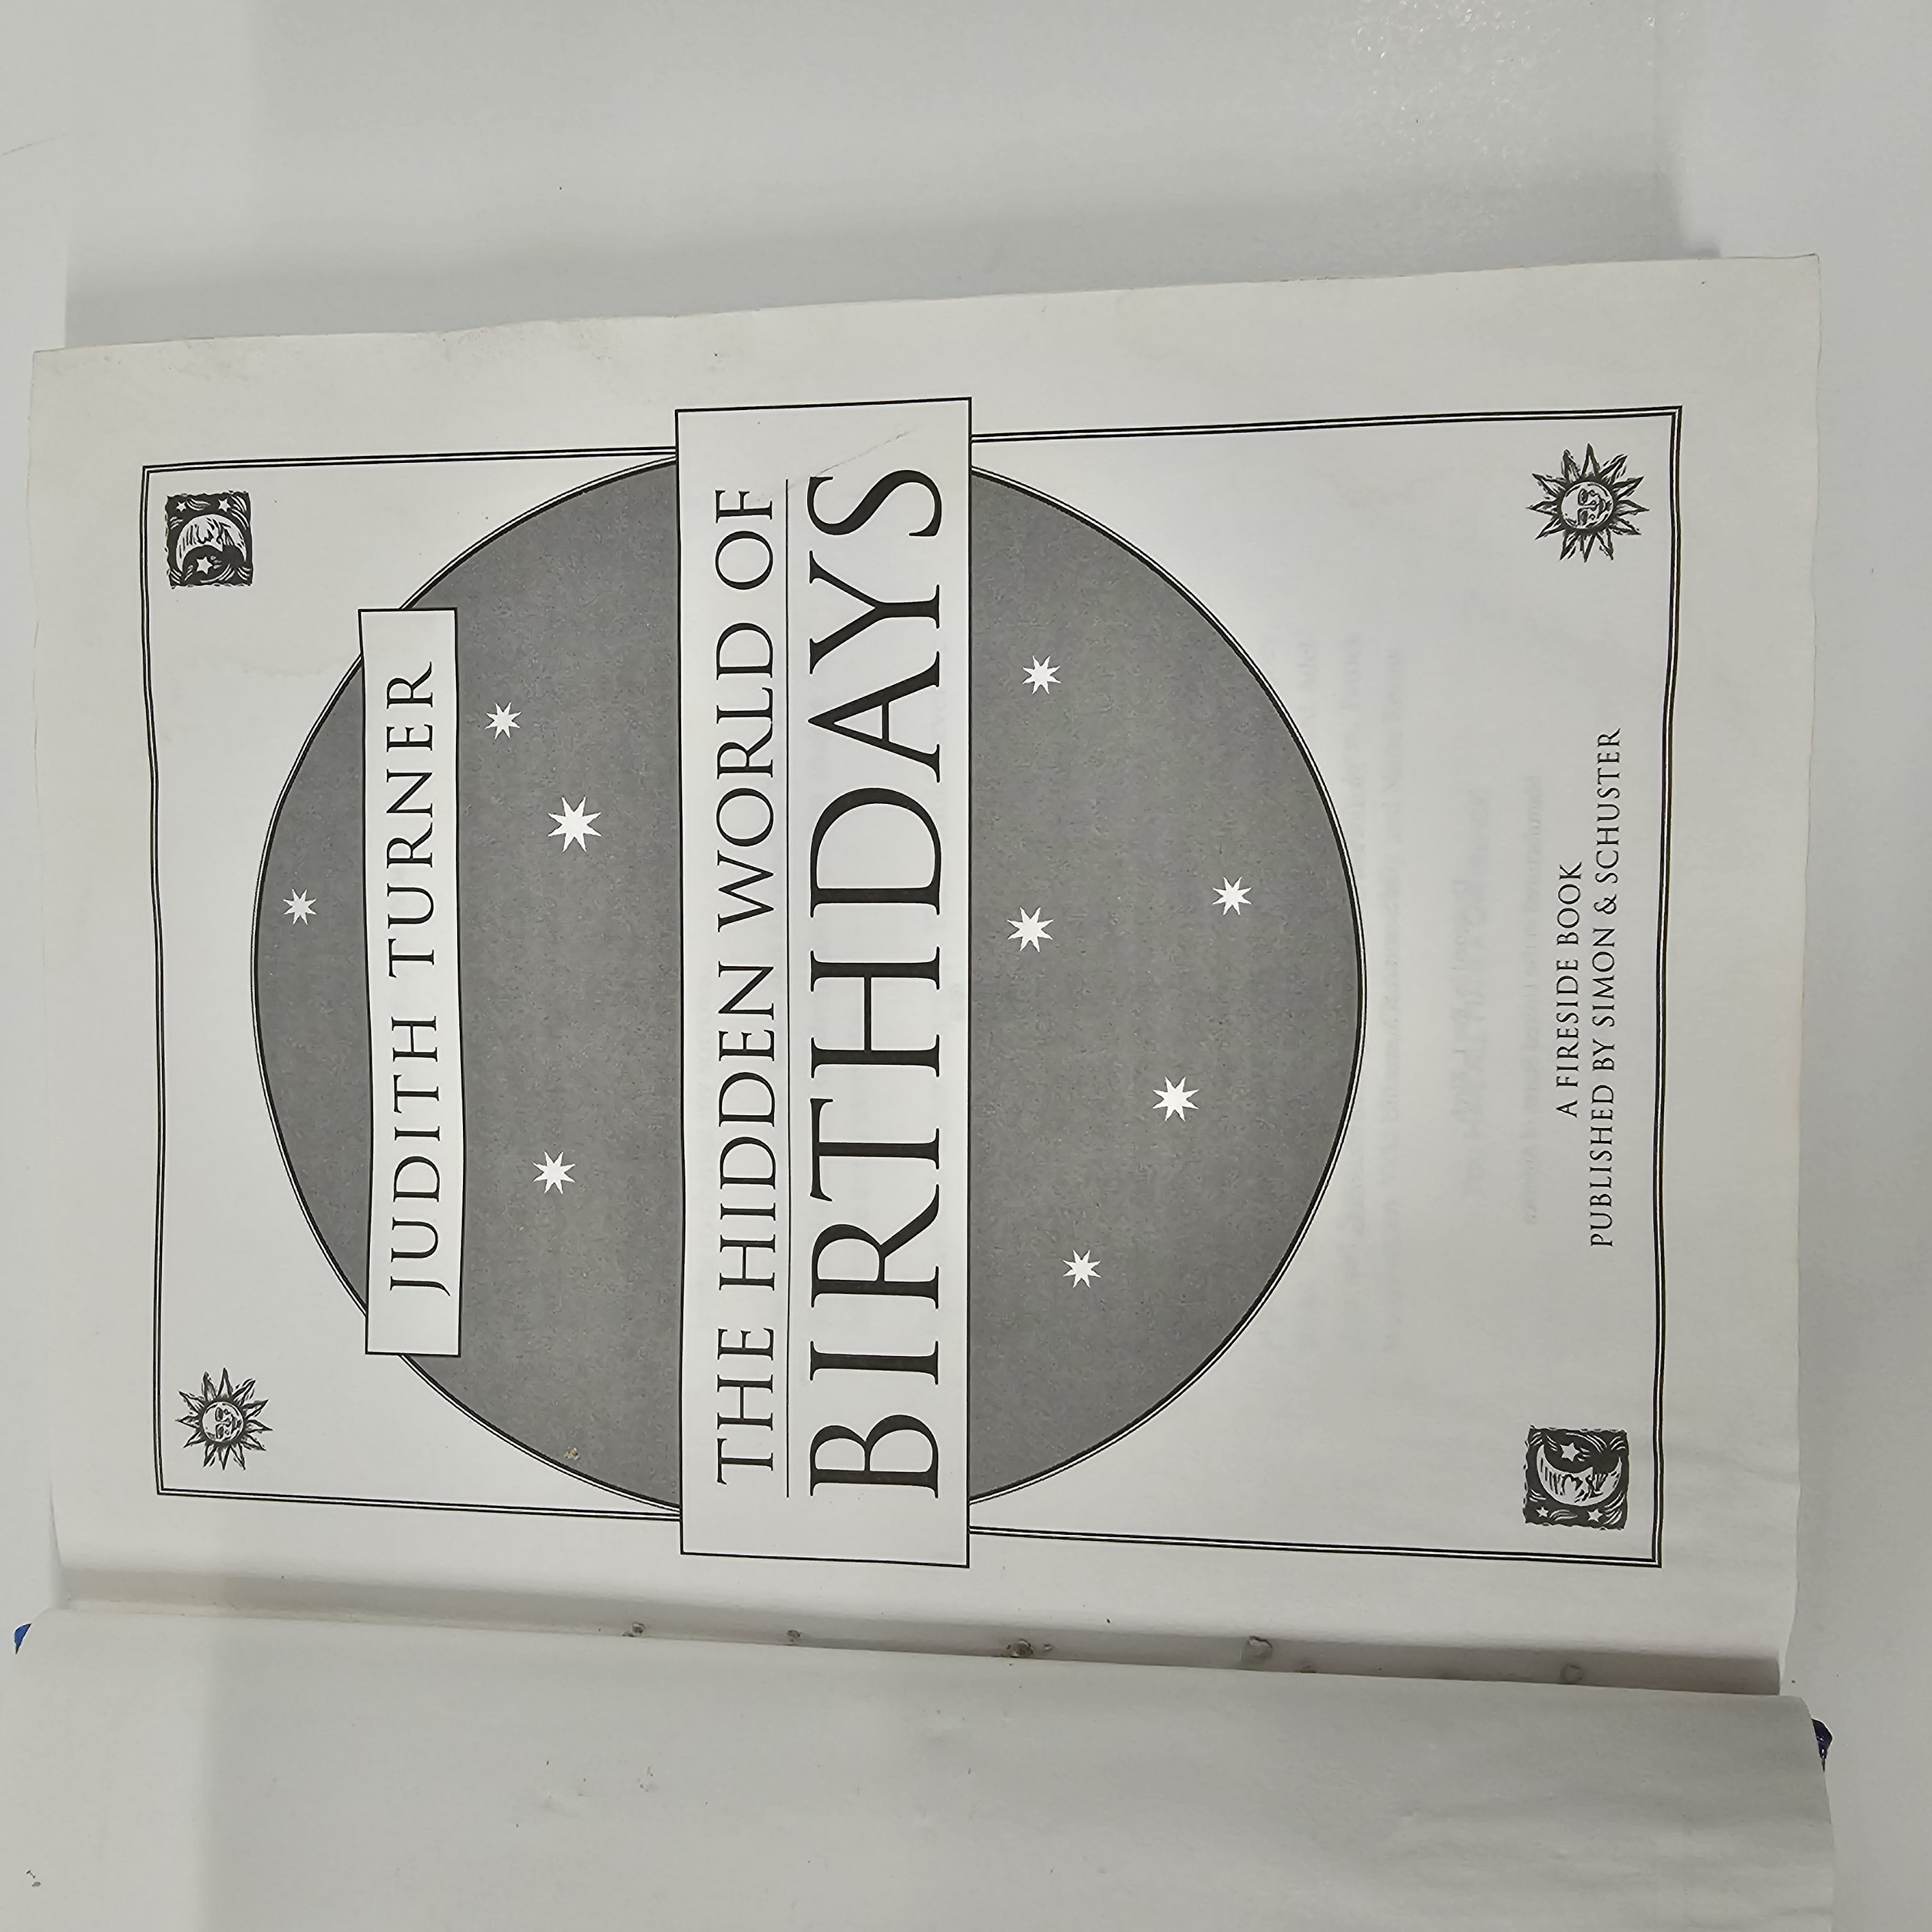 JUDITH TURNER
THE HIDDEN WORLD OF
BIRTHDAYS
A FIRESIDE BOOK
PUBLISHED BY SIMON & SCHUSTER